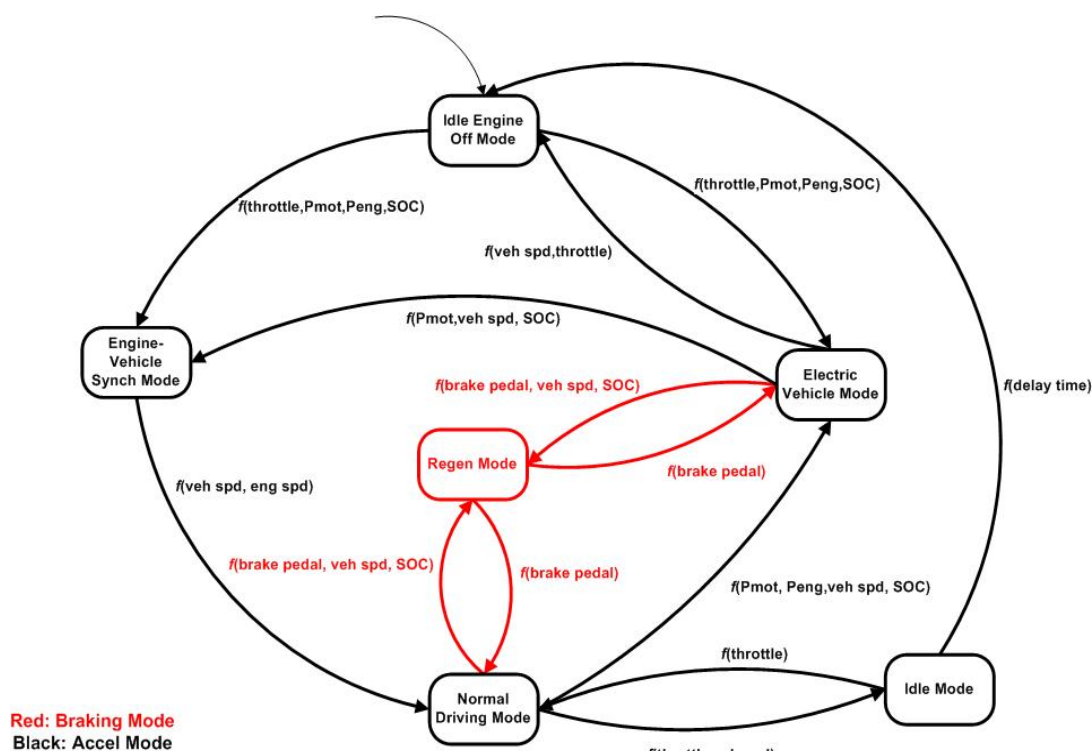 Idle Engine
Off Mode
f(throttle,Pmot,Peng,SOC)
f(throttle,Pmot,Peng,SOC)
f(veh spd,throttle)
f(Pmot,veh spd, SOC)
Engine-
Vehicle
Synch Mode
Electric
Vehicle Mode
f(brake pedal, veh spd, SOC)
f(delay time)
Regen Mode
f(brake pedal)
f(veh spd, eng spd)
f(brake pedal, veh spd, SOC)
f(brake pedal)
f(Pmot, Peng,veh spd, SOC)
f(throttle)
Idle Mode
Normal
Driving Mode
Red: Braking Mode
Black: Accel Mode